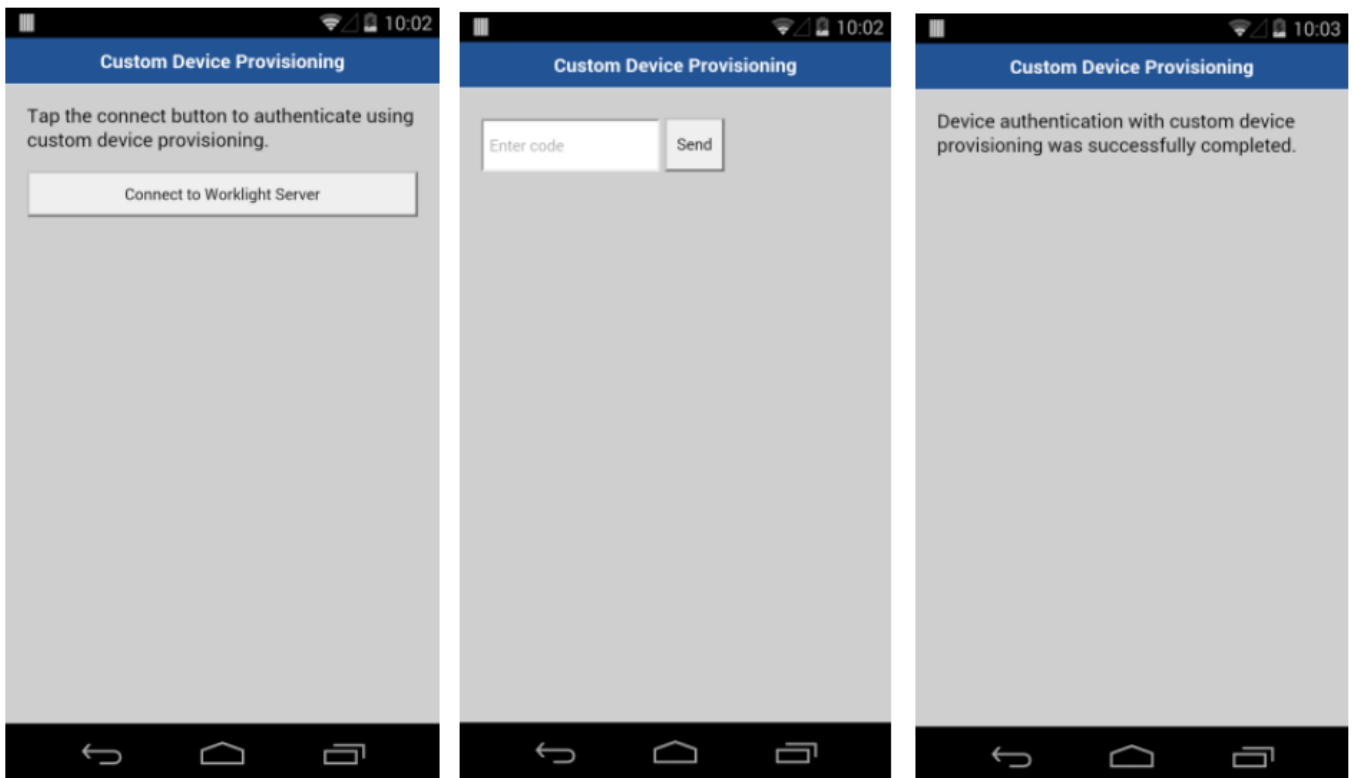 10:02
Custom Device Provisioning
Tap the connect button to authenticate using
custom device provisioning.
Connect to Worklight Server
10:02
Custom Device Provisioning
Enter code
Send
10:03
Custom Device Provisioning
Device authentication with custom device
provisioning was successfully completed.